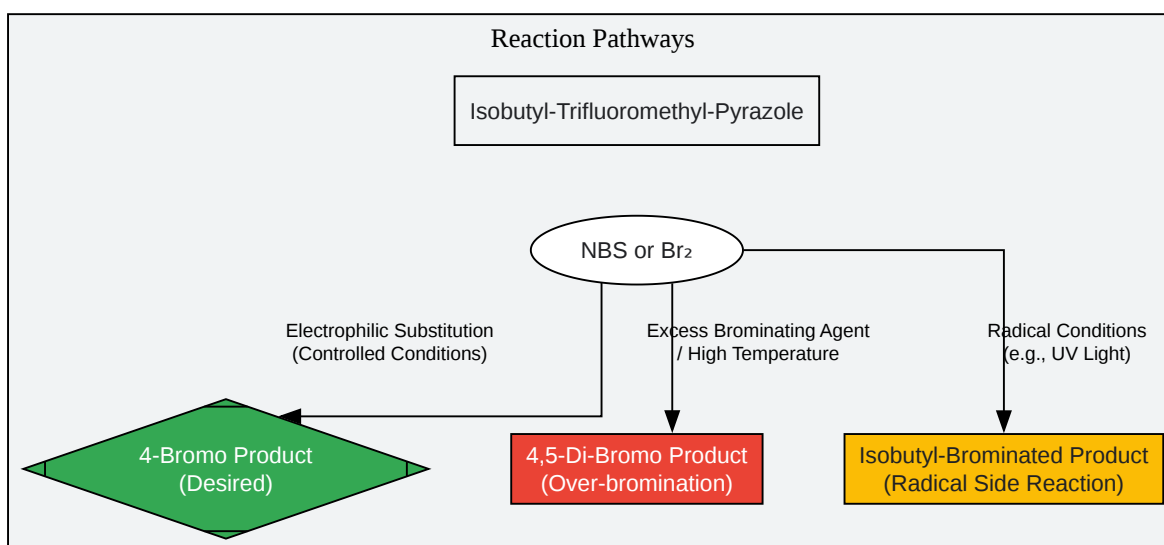 Reaction Pathways
Isobutyl-Trifluoromethyl-Pyrazole
NBS or Br₂
Electrophilic Substitution
(Controlled Conditions)
Excess Brominating Agent
/ High Temperature
Radical Conditions
(e.g., UV Light)
4-Bromo Product
(Desired)
4,5-Di-Bromo Product
(Over-bromination)
Isobutyl-Brominated Product
(Radical Side Reaction)